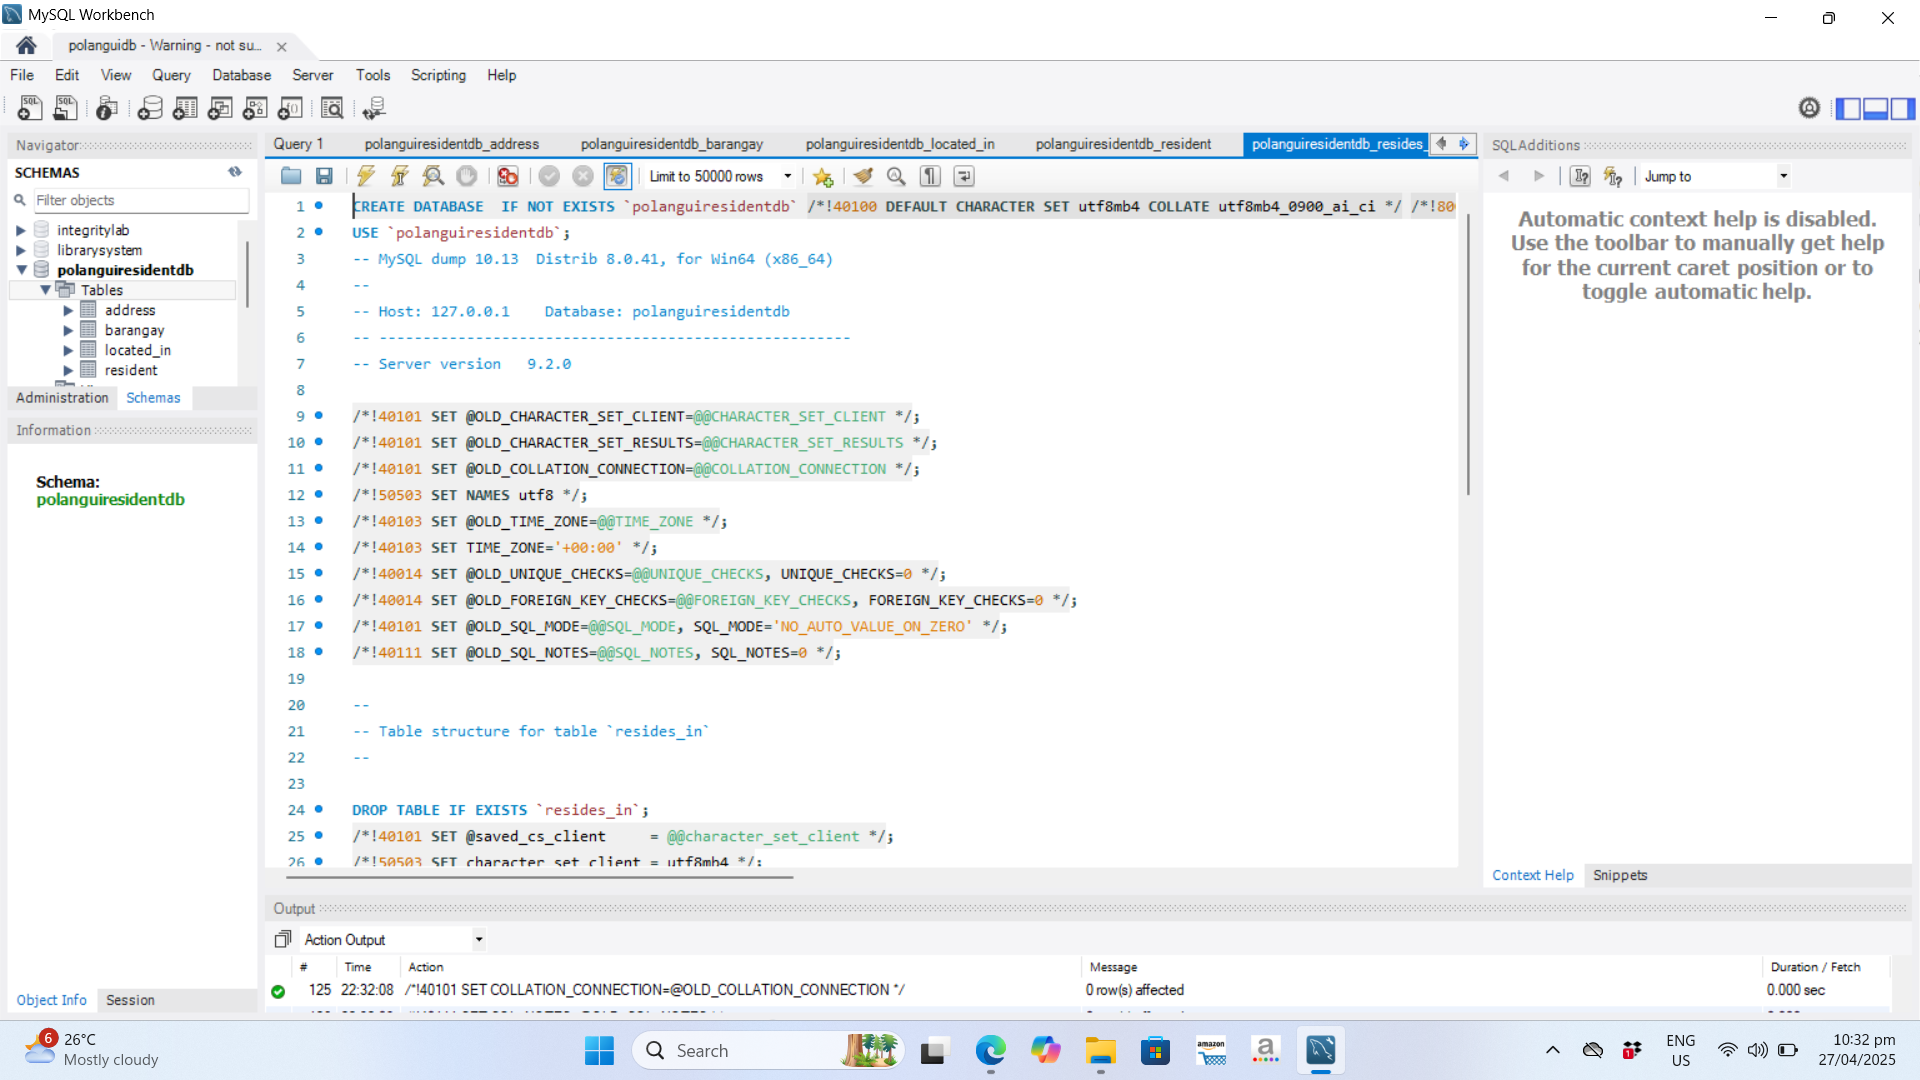 MySQL Workbench
polanguidb - Warning - not su...
File Edit View Query Database Server Tools Scripting Help
Navigator
SCHEMAS
Filter objects
integritylab
librarysystem
polanguiresidentdb
Tables
address
barangay
located_in
resident
Administration Schemas
Information
Schema:
polanguiresidentdb
Object Info Session
Query 1 polanguiresidentdb_address polanguiresidentdb_barangay polanguiresidentdb_located_in polanguiresidentdb_resident polanguiresidentdb_resides_
Limit to 50000 rows
1 CREATE DATABASE  IF NOT EXISTS `polanguiresidentdb` /*!40100 DEFAULT CHARACTER SET utf8mb4 COLLATE utf8mb4_0900_ai_ci */ /*!80
2 USE `polanguiresidentdb`;
3 -- MySQL dump 10.13  Distrib 8.0.41, for Win64 (x86_64)
4 --
5 -- Host: 127.0.0.1    Database: polanguiresidentdb
6 -- ------------------------------------------------------
7 -- Server version	9.2.0
8
9 /*!40101 SET @OLD_CHARACTER_SET_CLIENT=@@CHARACTER_SET_CLIENT */;
10 /*!40101 SET @OLD_CHARACTER_SET_RESULTS=@@CHARACTER_SET_RESULTS */;
11 /*!40101 SET @OLD_COLLATION_CONNECTION=@@COLLATION_CONNECTION */;
12 /*!50503 SET NAMES utf8 */;
13 /*!40103 SET @OLD_TIME_ZONE=@@TIME_ZONE */;
14 /*!40103 SET TIME_ZONE='+00:00' */;
15 /*!40014 SET @OLD_UNIQUE_CHECKS=@@UNIQUE_CHECKS, UNIQUE_CHECKS=0 */;
16 /*!40014 SET @OLD_FOREIGN_KEY_CHECKS=@@FOREIGN_KEY_CHECKS, FOREIGN_KEY_CHECKS=0 */;
17 /*!40101 SET @OLD_SQL_MODE=@@SQL_MODE, SQL_MODE='NO_AUTO_VALUE_ON_ZERO' */;
18 /*!40111 SET @OLD_SQL_NOTES=@@SQL_NOTES, SQL_NOTES=0 */;
19
20 --
21 -- Table structure for table `resides_in`
22 --
23
24 DROP TABLE IF EXISTS `resides_in`;
25 /*!40101 SET @saved_cs_client     = @@character_set_client */;
26 /*!50503 SET character_set_client = utf8mb4 */;
SQLAdditions
Jump to
Automatic context help is disabled.
Use the toolbar to manually get help
for the current caret position or to
toggle automatic help.
Context Help Snippets
Output
Action Output
# Time Action Message Duration / Fetch
125 22:32:08 /*!40101 SET COLLATION_CONNECTION=@OLD_COLLATION_CONNECTION */ 0 row(s) affected 0.000 sec
6
26°C
Mostly cloudy
Search
amazon
a
1
ENG
US
10:32 pm
27/04/2025